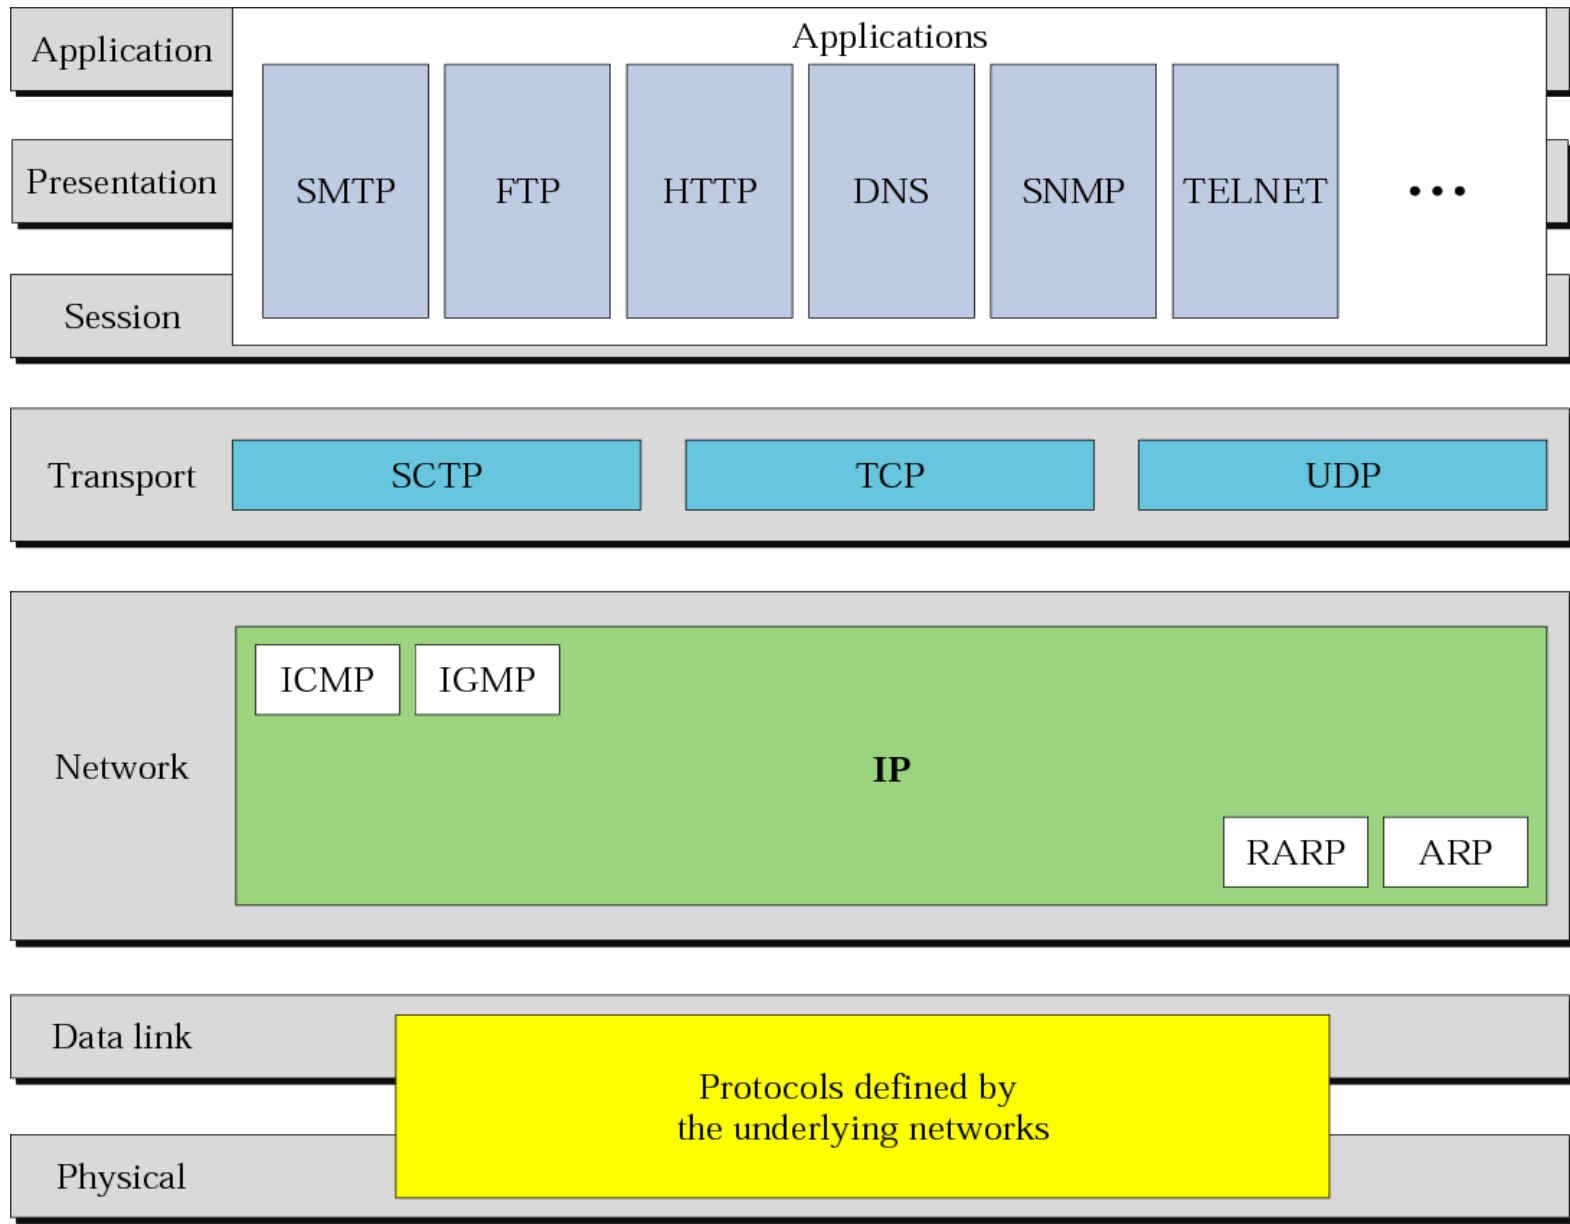 Application
Applications
Presentation
SMTP
FTP
HTTP
DNS
SNMP
TELNET
...
Session
Transport
SCTP
TCP
UDP
ICMP
IGMP
Network
IP
RARP
ARP
Data link
Protocols defined by
the underlying networks
Physical